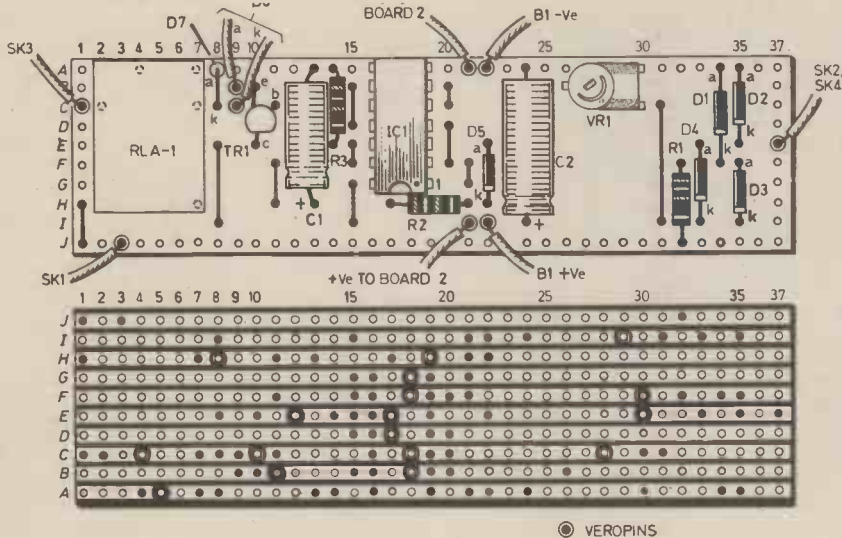 BOARD 2
B1 -Ve
D7
a
k
SK3
1 2 3 4 5 6 7 8 9 10 15 20 25 30 35 37
SK2,
SK4
A
C
D
E
F
G
H
I
J
RLA-1
a
k
e
b
c
TR1
R3
+
C1
IC1
1
D5
a
k
R2
C2
+
VR1
D1
a
k
D2
a
k
D4
a
k
R1
D3
a
k
SK1
+Ve TO BOARD 2
B1 +Ve
1 2 3 4 5 6 7 8 9 10 15 20 25 30 35 37
J
I
H
G
F
E
D
C
B
A
VEROPINS